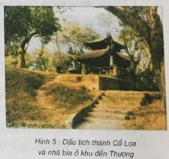 Hình 5 : Dấu tích thành Cổ Loa
và nhà bia ở khu đền Thượng